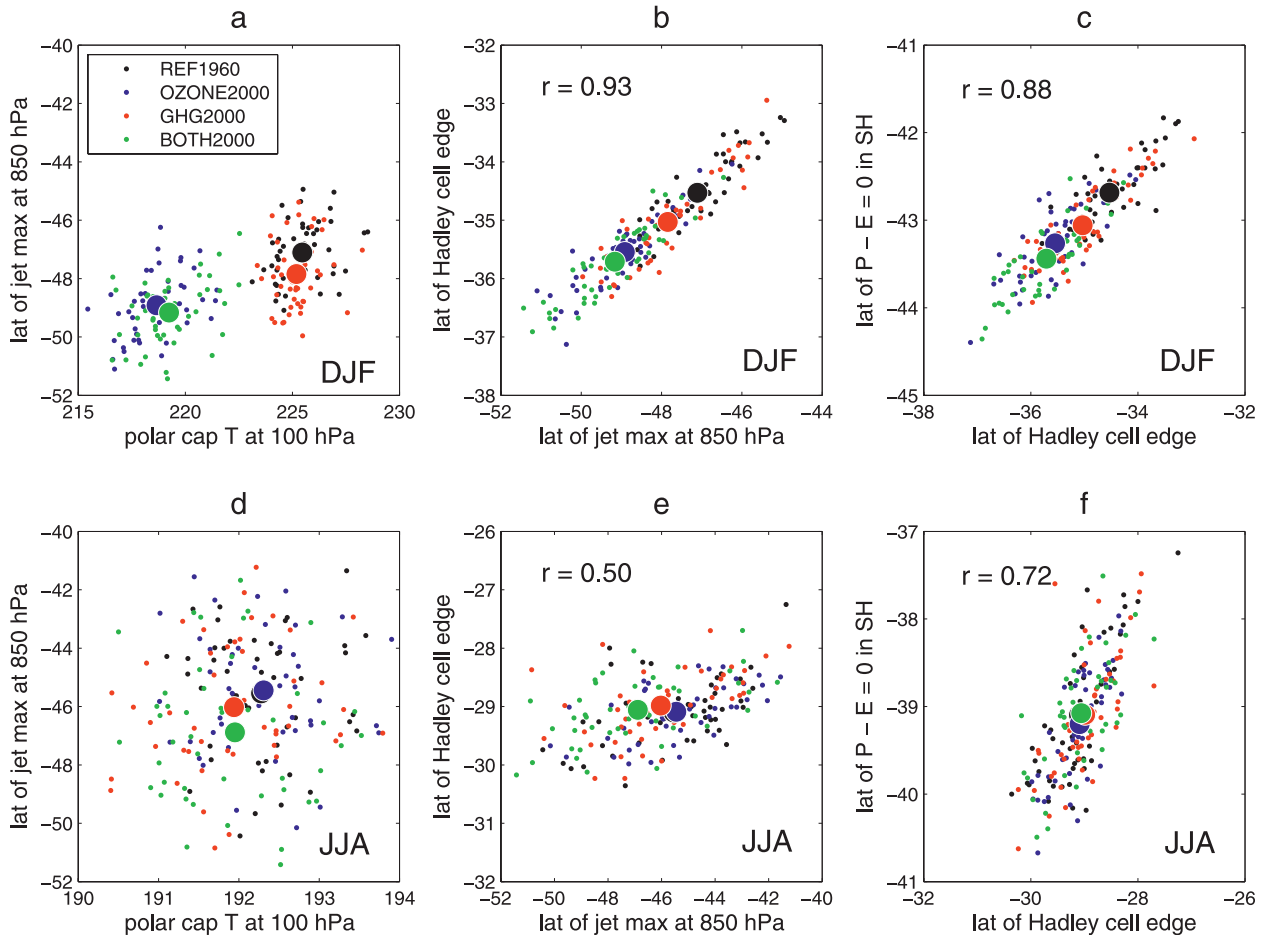 a
−40
−42
−44
−46
−48
−50
−52
lat of jet max at 850 hPa
REF1960
OZONE2000
GHG2000
BOTH2000
DJF
215
220
225
230
polar cap T at 100 hPa
b
−32
−33
−34
−35
−36
−37
−38
lat of Hadley cell edge
r = 0.93
DJF
−52
−50
−48
−46
−44
lat of jet max at 850 hPa
c
−41
−42
−43
−44
−45
lat of P − E = 0 in SH
r = 0.88
DJF
−38
−36
−34
−32
lat of Hadley cell edge
d
−40
−42
−44
−46
−48
−50
−52
lat of jet max at 850 hPa
JJA
190
191
192
193
194
polar cap T at 100 hPa
e
−26
−27
−28
−29
−30
−31
−32
lat of Hadley cell edge
r = 0.50
JJA
−52
−50
−48
−46
−44
−42
−40
lat of jet max at 850 hPa
f
−37
−38
−39
−40
−41
lat of P − E = 0 in SH
r = 0.72
JJA
−32
−30
−28
−26
lat of Hadley cell edge